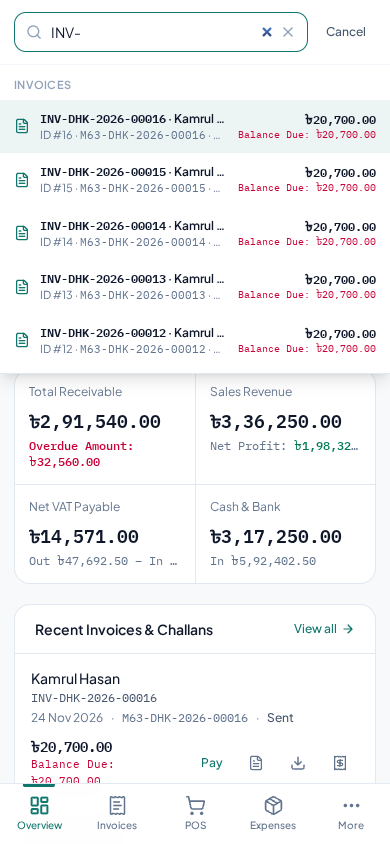 INV-
Cancel
INVOICES
INV-DHK-2026-00016 · Kamrul ... ৳20,700.00
ID #16 · M63-DHK-2026-00016 · ... Balance Due: ৳20,700.00
INV-DHK-2026-00015 · Kamrul ... ৳20,700.00
ID #15 · M63-DHK-2026-00015 · ... Balance Due: ৳20,700.00
INV-DHK-2026-00014 · Kamrul ... ৳20,700.00
ID #14 · M63-DHK-2026-00014 · ... Balance Due: ৳20,700.00
INV-DHK-2026-00013 · Kamrul ... ৳20,700.00
ID #13 · M63-DHK-2026-00013 · ... Balance Due: ৳20,700.00
INV-DHK-2026-00012 · Kamrul ... ৳20,700.00
ID #12 · M63-DHK-2026-00012 · ... Balance Due: ৳20,700.00
Total Receivable
৳2,91,540.00
Overdue Amount:
৳32,560.00
Sales Revenue
৳3,36,250.00
Net Profit: ৳1,98,32...
Net VAT Payable
৳14,571.00
Out ৳47,692.50 − In ...
Cash & Bank
৳3,17,250.00
In ৳5,92,402.50
Recent Invoices & Challans
View all →
Kamrul Hasan
INV-DHK-2026-00016
24 Nov 2026 · M63-DHK-2026-00016 · Sent
৳20,700.00
Balance Due:
৳20,700.00
Pay
Overview
Invoices
POS
Expenses
More